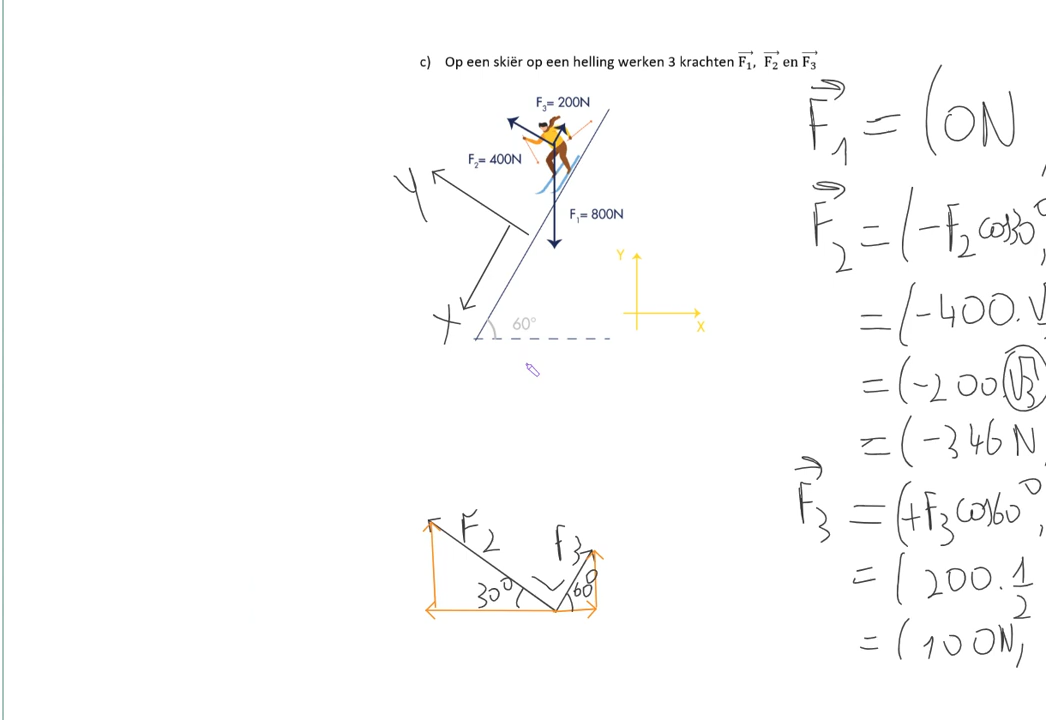 c) Op een skiër op een helling werken 3 krachten F₁, F₂ en F₃
F₃= 200N
F₂= 400N
F₁= 800N
Y
X
60°
Y
X
F₂
F₃
30°
60°
F₁ = (0N
F₂ = (-F₂ cos30°,
= (-400.√
= (-200√3
= (-346 N
F₃ = (+F₃ cos60°,
= (200.1/2
= (100N,